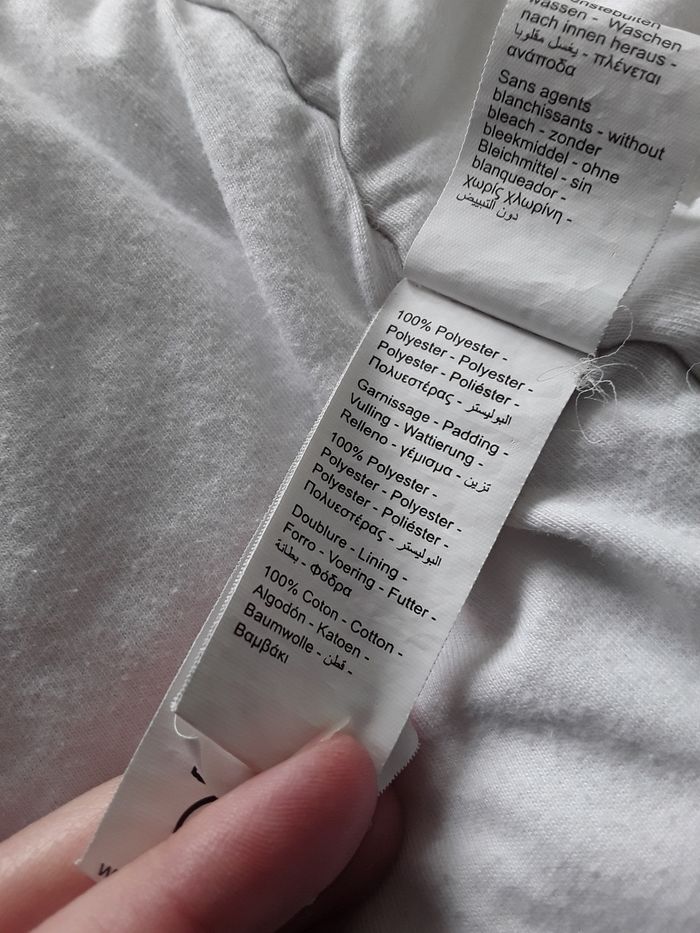 wassen - Waschen
nach innen heraus -
يغسل مقلوبا - πλένεται
ανάποδα
Sans agents
blanchissants - without
bleach - zonder
bleekmiddel - ohne
Bleichmittel - sin
blanqueador -
χωρίς χλωρίνη -
دون التبييض
100% Polyester -
Polyester - Polyester -
Polyester - Poliéster -
Πολυεστέρας - البوليستر
Garnissage - Padding -
Vulling - Wattierung -
Relleno - γέμισμα - تزين
100% Polyester -
Polyester - Polyester -
Polyester - Poliéster -
Πολυεστέρας - البوليستر
Doublure - Lining -
Forro - Voering - Futter -
بطانة - Φόδρα
100% Coton - Cotton -
Algodón - Katoen -
Baumwolle - قطن -
Βαμβάκι